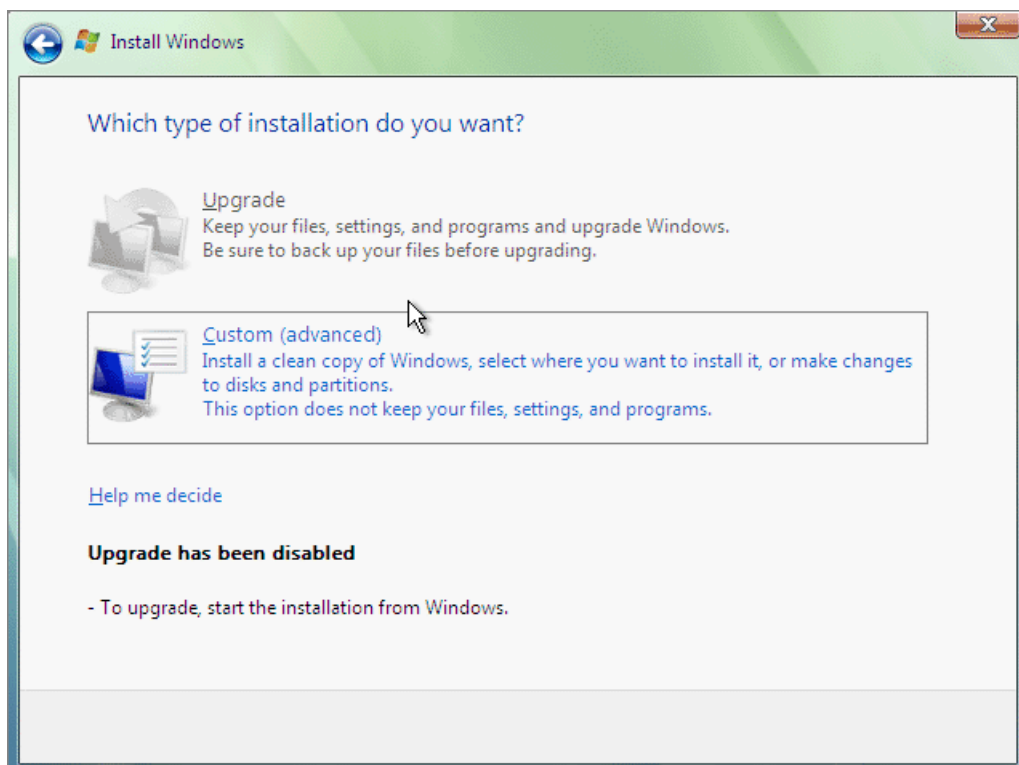 Install Windows
Which type of installation do you want?
Upgrade
Keep your files, settings, and programs and upgrade Windows.
Be sure to back up your files before upgrading.
Custom (advanced)
Install a clean copy of Windows, select where you want to install it, or make changes
to disks and partitions.
This option does not keep your files, settings, and programs.
Help me decide
Upgrade has been disabled
- To upgrade, start the installation from Windows.